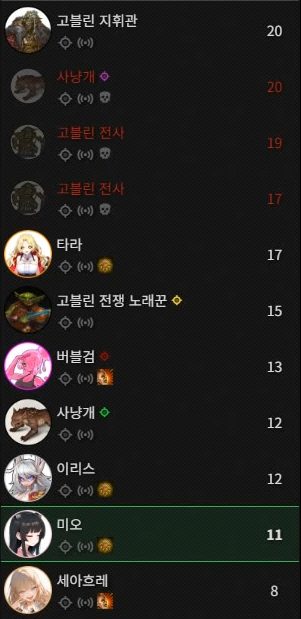 고블린 지휘관
20
사냥개
20
고블린 전사
19
고블린 전사
17
타라
17
고블린 전쟁 노래꾼
15
버블검
13
사냥개
12
이리스
12
미오
11
세아흐레
8